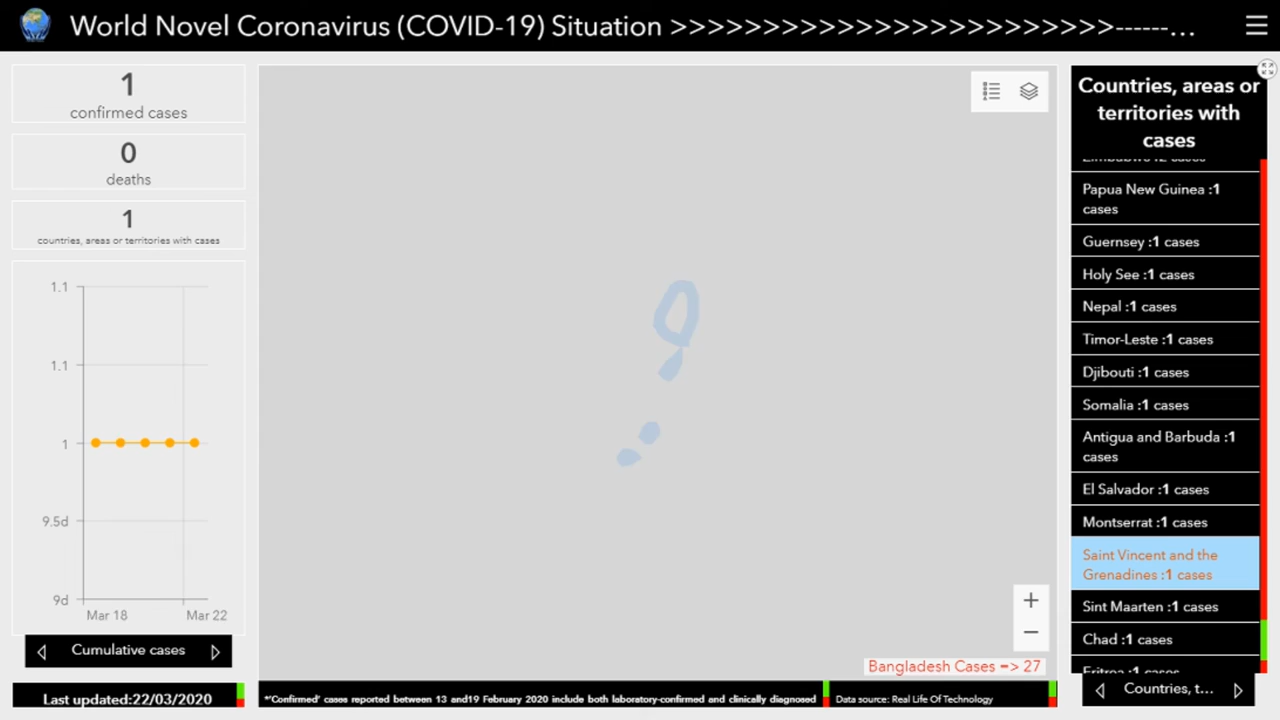 World Novel Coronavirus (COVID-19) Situation >>>>>>>>>>>>>>>>>>>>>>>>>>>>------...
1
confirmed cases
0
deaths
1
countries, areas or territories with cases
1.1
1.1
1
9.5d
9d
Mar 18
Mar 22
Cumulative cases
Last updated:22/03/2020
Bangladesh Cases => 27
*'Confirmed' cases reported between 13 and19 February 2020 include both laboratory-confirmed and clinically diagnosed
Data source: Real Life Of Technology
Countries, areas or
territories with
cases
Papua New Guinea :1
cases
Guernsey :1 cases
Holy See :1 cases
Nepal :1 cases
Timor-Leste :1 cases
Djibouti :1 cases
Somalia :1 cases
Antigua and Barbuda :1
cases
El Salvador :1 cases
Montserrat :1 cases
Saint Vincent and the
Grenadines :1 cases
Sint Maarten :1 cases
Chad :1 cases
Eritrea :1 cases
Countries, t...